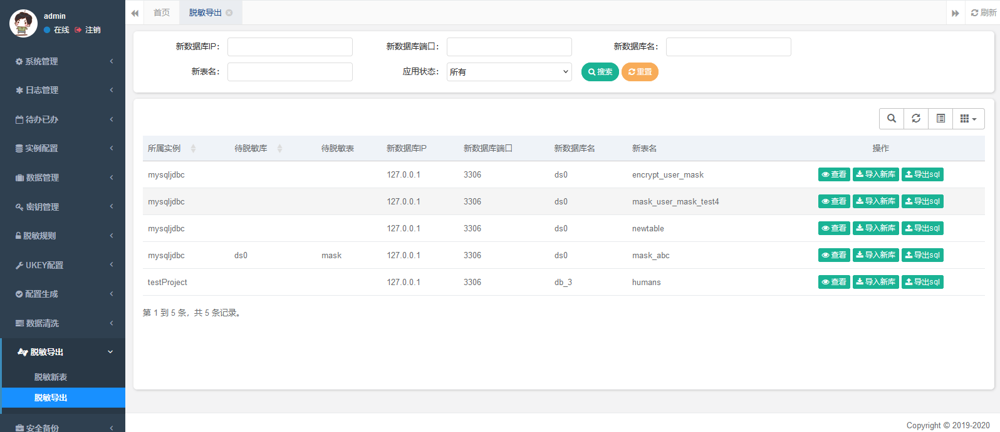 admin
在线 注销
系统管理
日志管理
待办已办
实例配置
数据管理
密钥管理
脱敏规则
UKEY配置
配置生成
数据清洗
脱敏导出
脱敏新表
脱敏导出
安全备份
首页 脱敏导出 刷新
新数据库IP： 新数据库端口： 新数据库名：
新表名： 应用状态： 所有 搜索 重置
所属实例 待脱敏库 待脱敏表 新数据库IP 新数据库端口 新数据库名 新表名 操作
mysqljdbc 127.0.0.1 3306 ds0 encrypt_user_mask 查看 导入新库 导出sql
mysqljdbc 127.0.0.1 3306 ds0 mask_user_mask_test4 查看 导入新库 导出sql
mysqljdbc 127.0.0.1 3306 ds0 newtable 查看 导入新库 导出sql
mysqljdbc ds0 mask 127.0.0.1 3306 ds0 mask_abc 查看 导入新库 导出sql
testProject 127.0.0.1 3306 db_3 humans 查看 导入新库 导出sql
第 1 到 5 条，共 5 条记录。
Copyright © 2019-2020